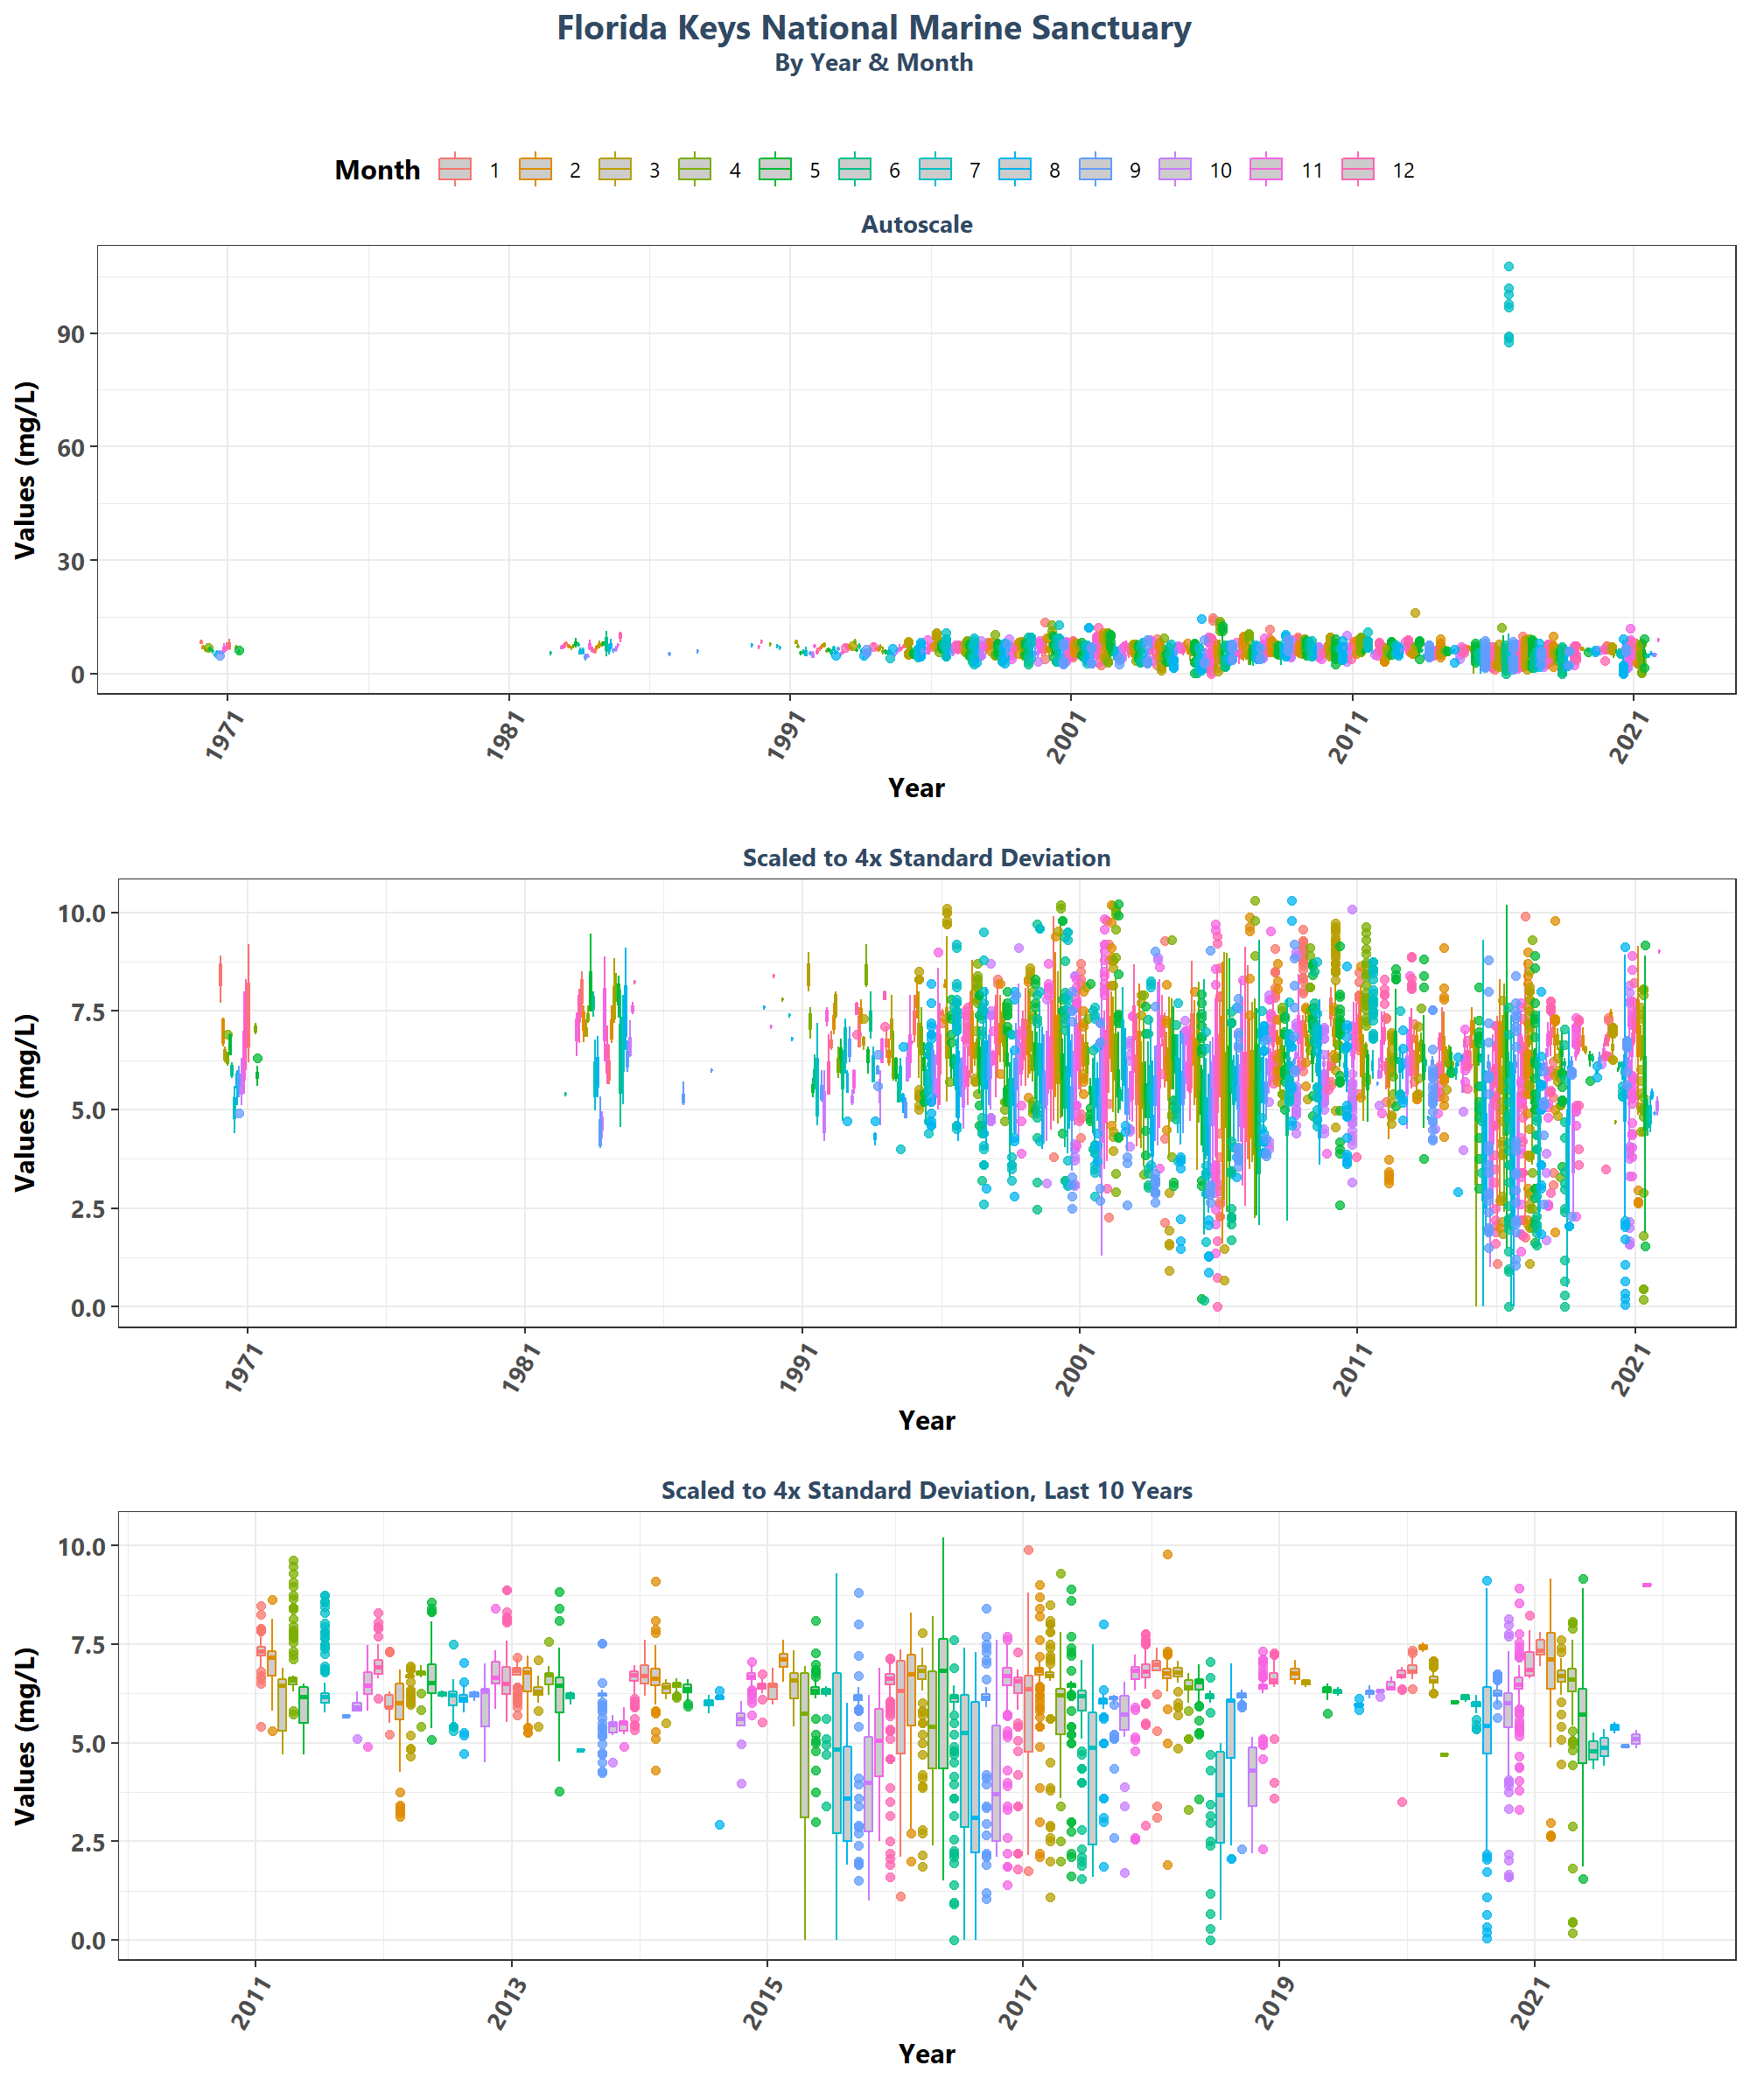 Florida Keys National Marine Sanctuary
By Year & Month
Month 1 2 3 4 5 6 7 8 9 10 11 12
Autoscale
Values (mg/L)
90
60
30
0
1971 1981 1991 2001 2011 2021
Year
Scaled to 4x Standard Deviation
Values (mg/L)
10.0
7.5
5.0
2.5
0.0
1971 1981 1991 2001 2011 2021
Year
Scaled to 4x Standard Deviation, Last 10 Years
Values (mg/L)
10.0
7.5
5.0
2.5
0.0
2011 2013 2015 2017 2019 2021
Year